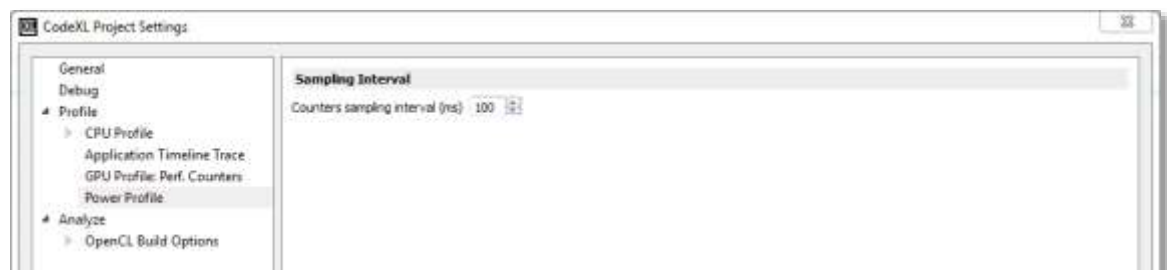 CodeXL Project Settings
General
Debug
Profile
CPU Profile
Application Timeline Trace
GPU Profile: Perf. Counters
Power Profile
Analyze
OpenCL Build Options
Sampling Interval
Counters sampling interval (ms) 100